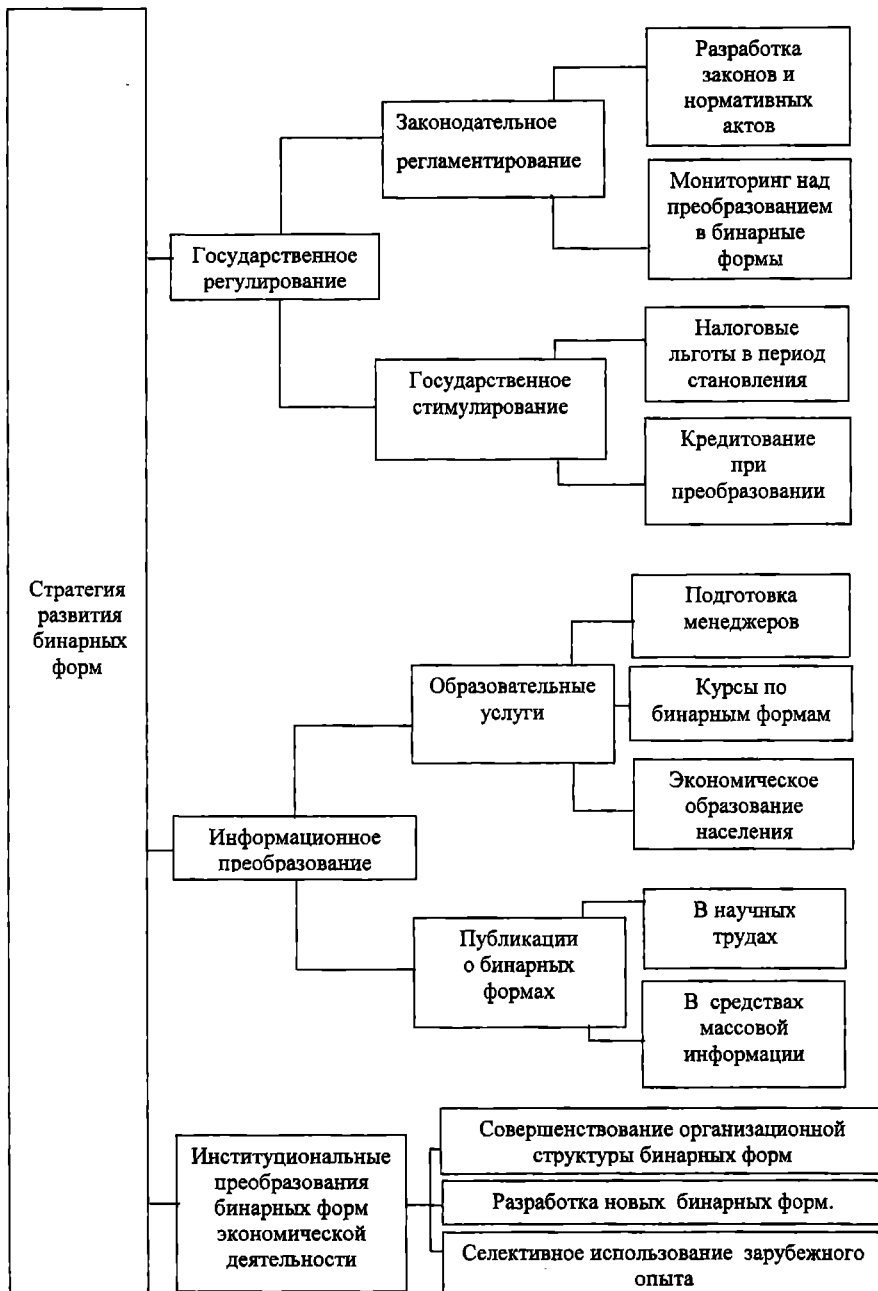 Стратегия
развития
бинарных
форм
Государственное
регулирование
Законодательное
регламентирование
Разработка
законов и
нормативных
актов
Мониторинг над
преобразованием
в бинарные
формы
Государственное
стимулирование
Налоговые
льготы в период
становления
Кредитование
при
преобразовании
Информационное
преобразование
Образовательные
услуги
Подготовка
менеджеров
Курсы по
бинарным формам
Экономическое
образование
населения
Публикации
о бинарных
формах
В научных
трудах
В средствах
массовой
информации
Институциональные
преобразования
бинарных форм
экономической
деятельности
Совершенствование организационной
структуры бинарных форм
Разработка новых бинарных форм.
Селективное использование зарубежного
опыта